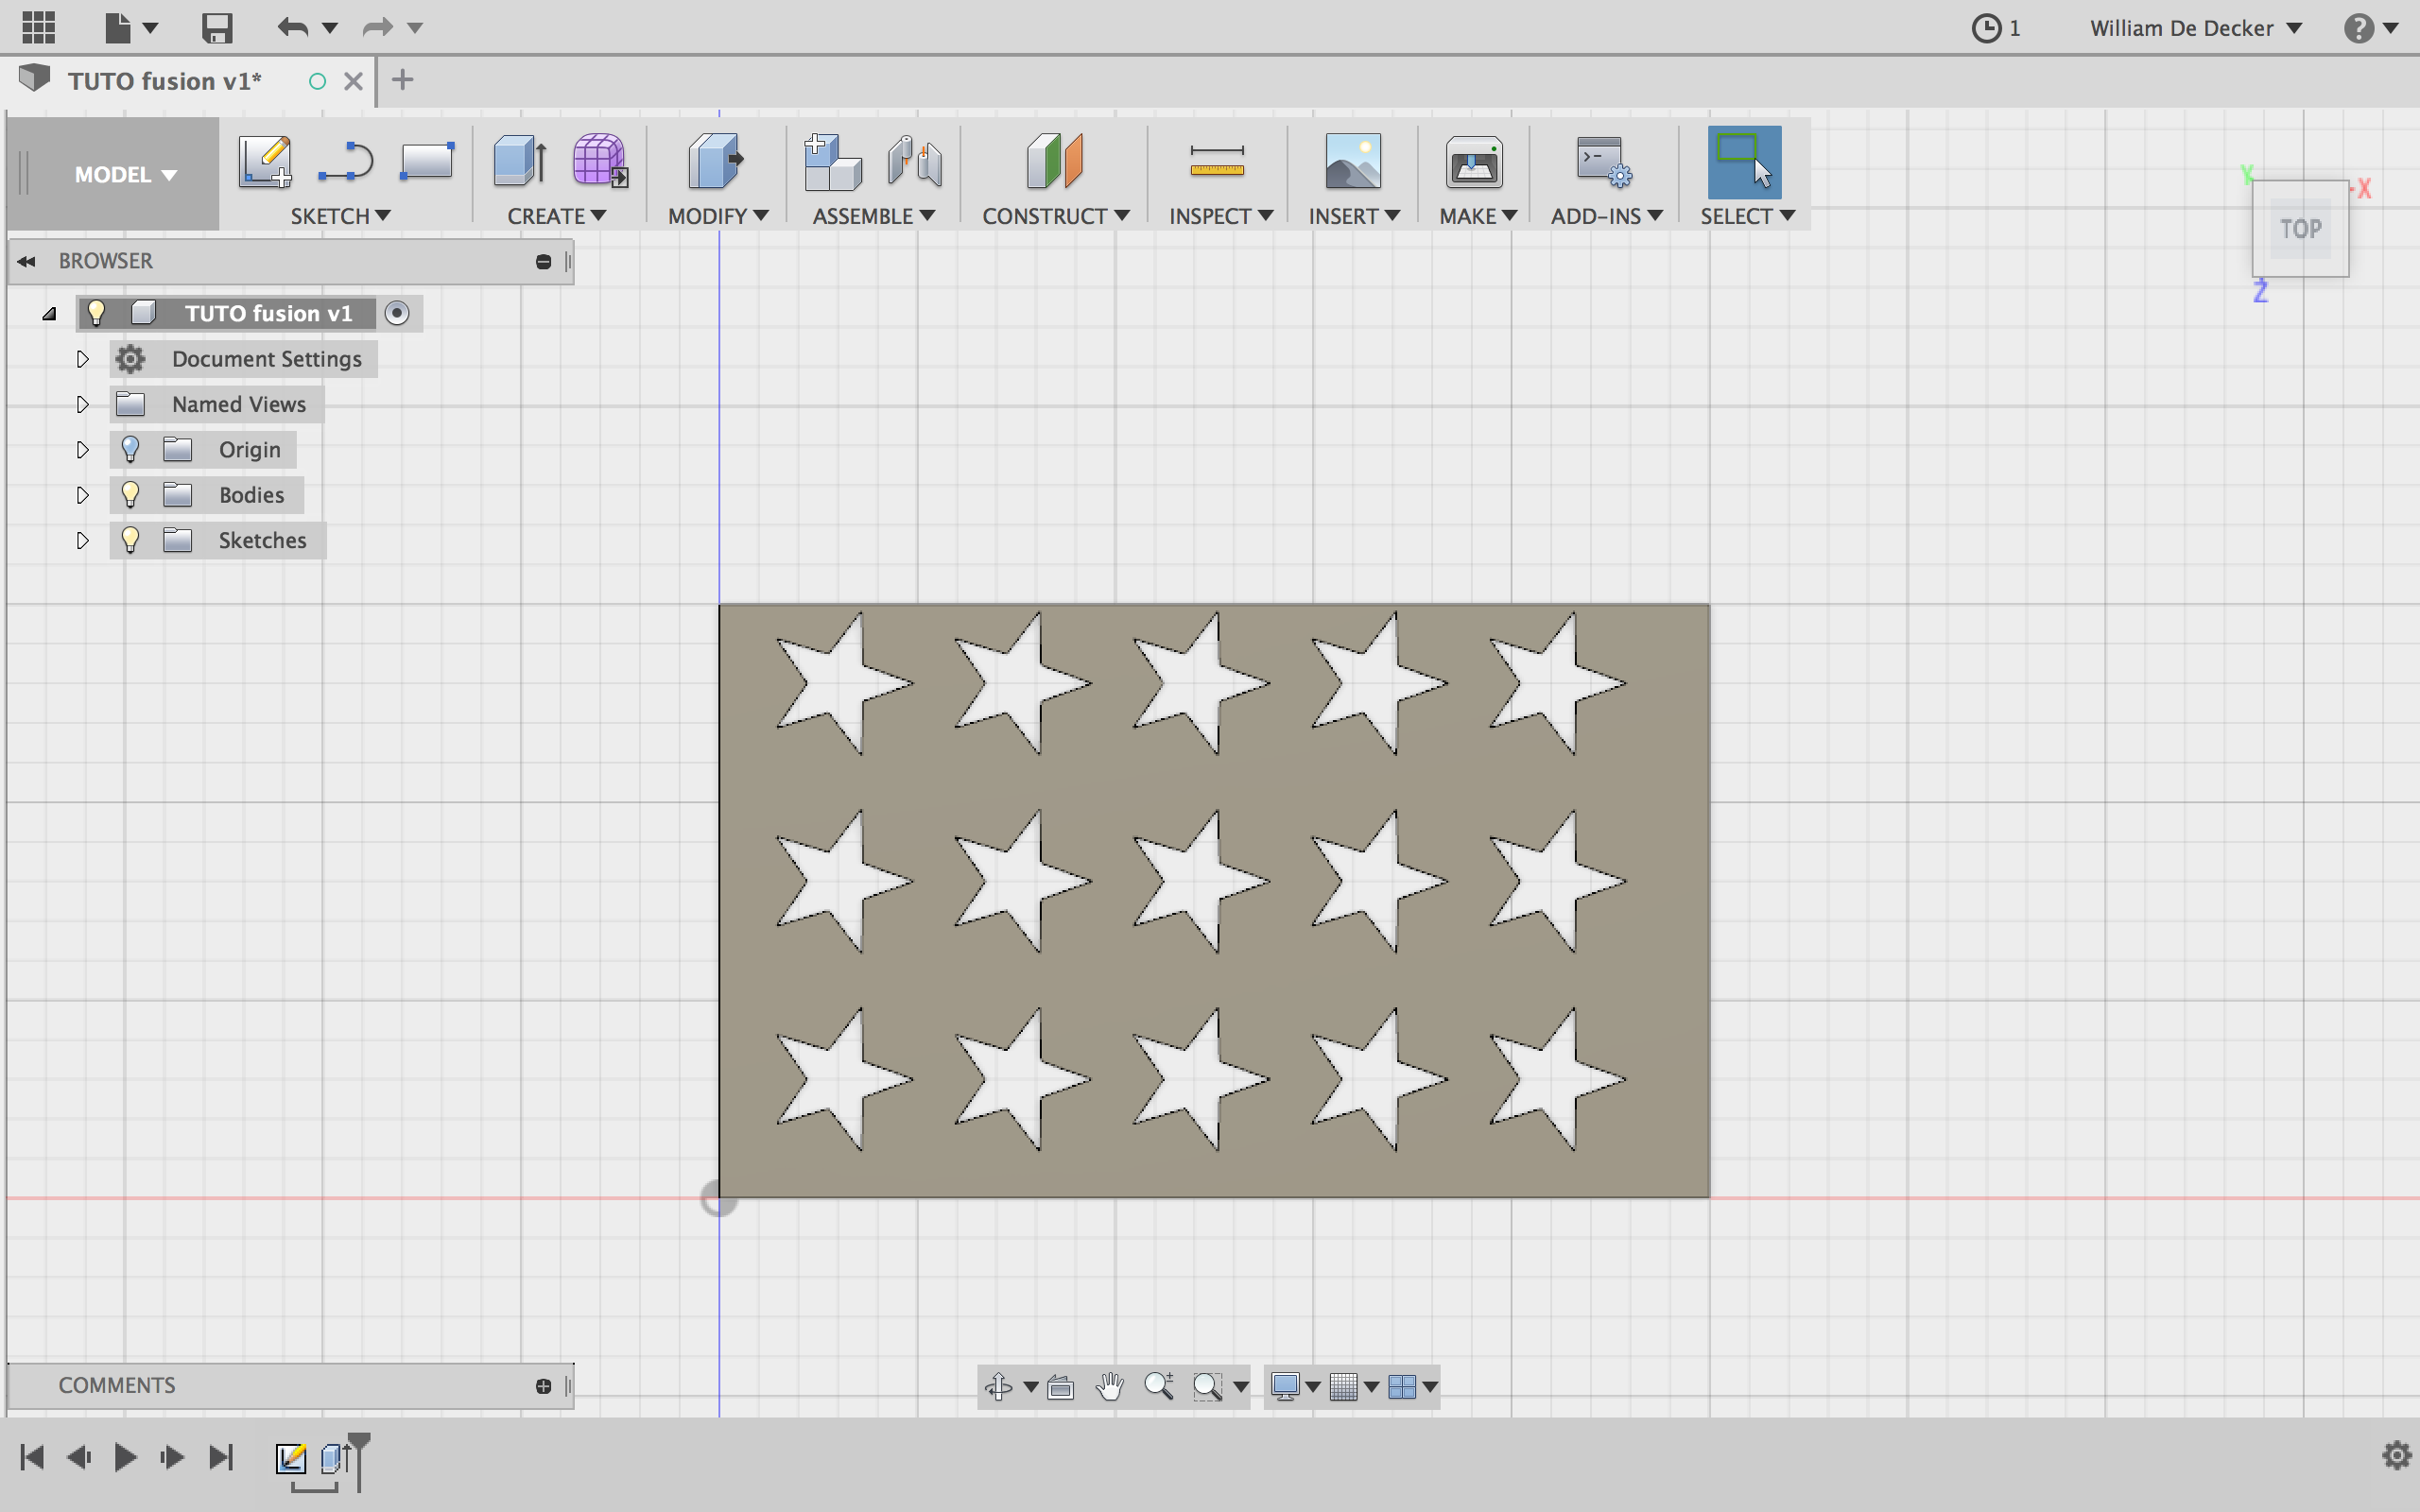 1 William De Decker ?
TUTO fusion v1*
MODEL SKETCH CREATE MODIFY ASSEMBLE CONSTRUCT INSPECT INSERT MAKE ADD-INS SELECT
Y -X
TOP
Z
BROWSER
TUTO fusion v1
Document Settings
Named Views
Origin
Bodies
Sketches
COMMENTS